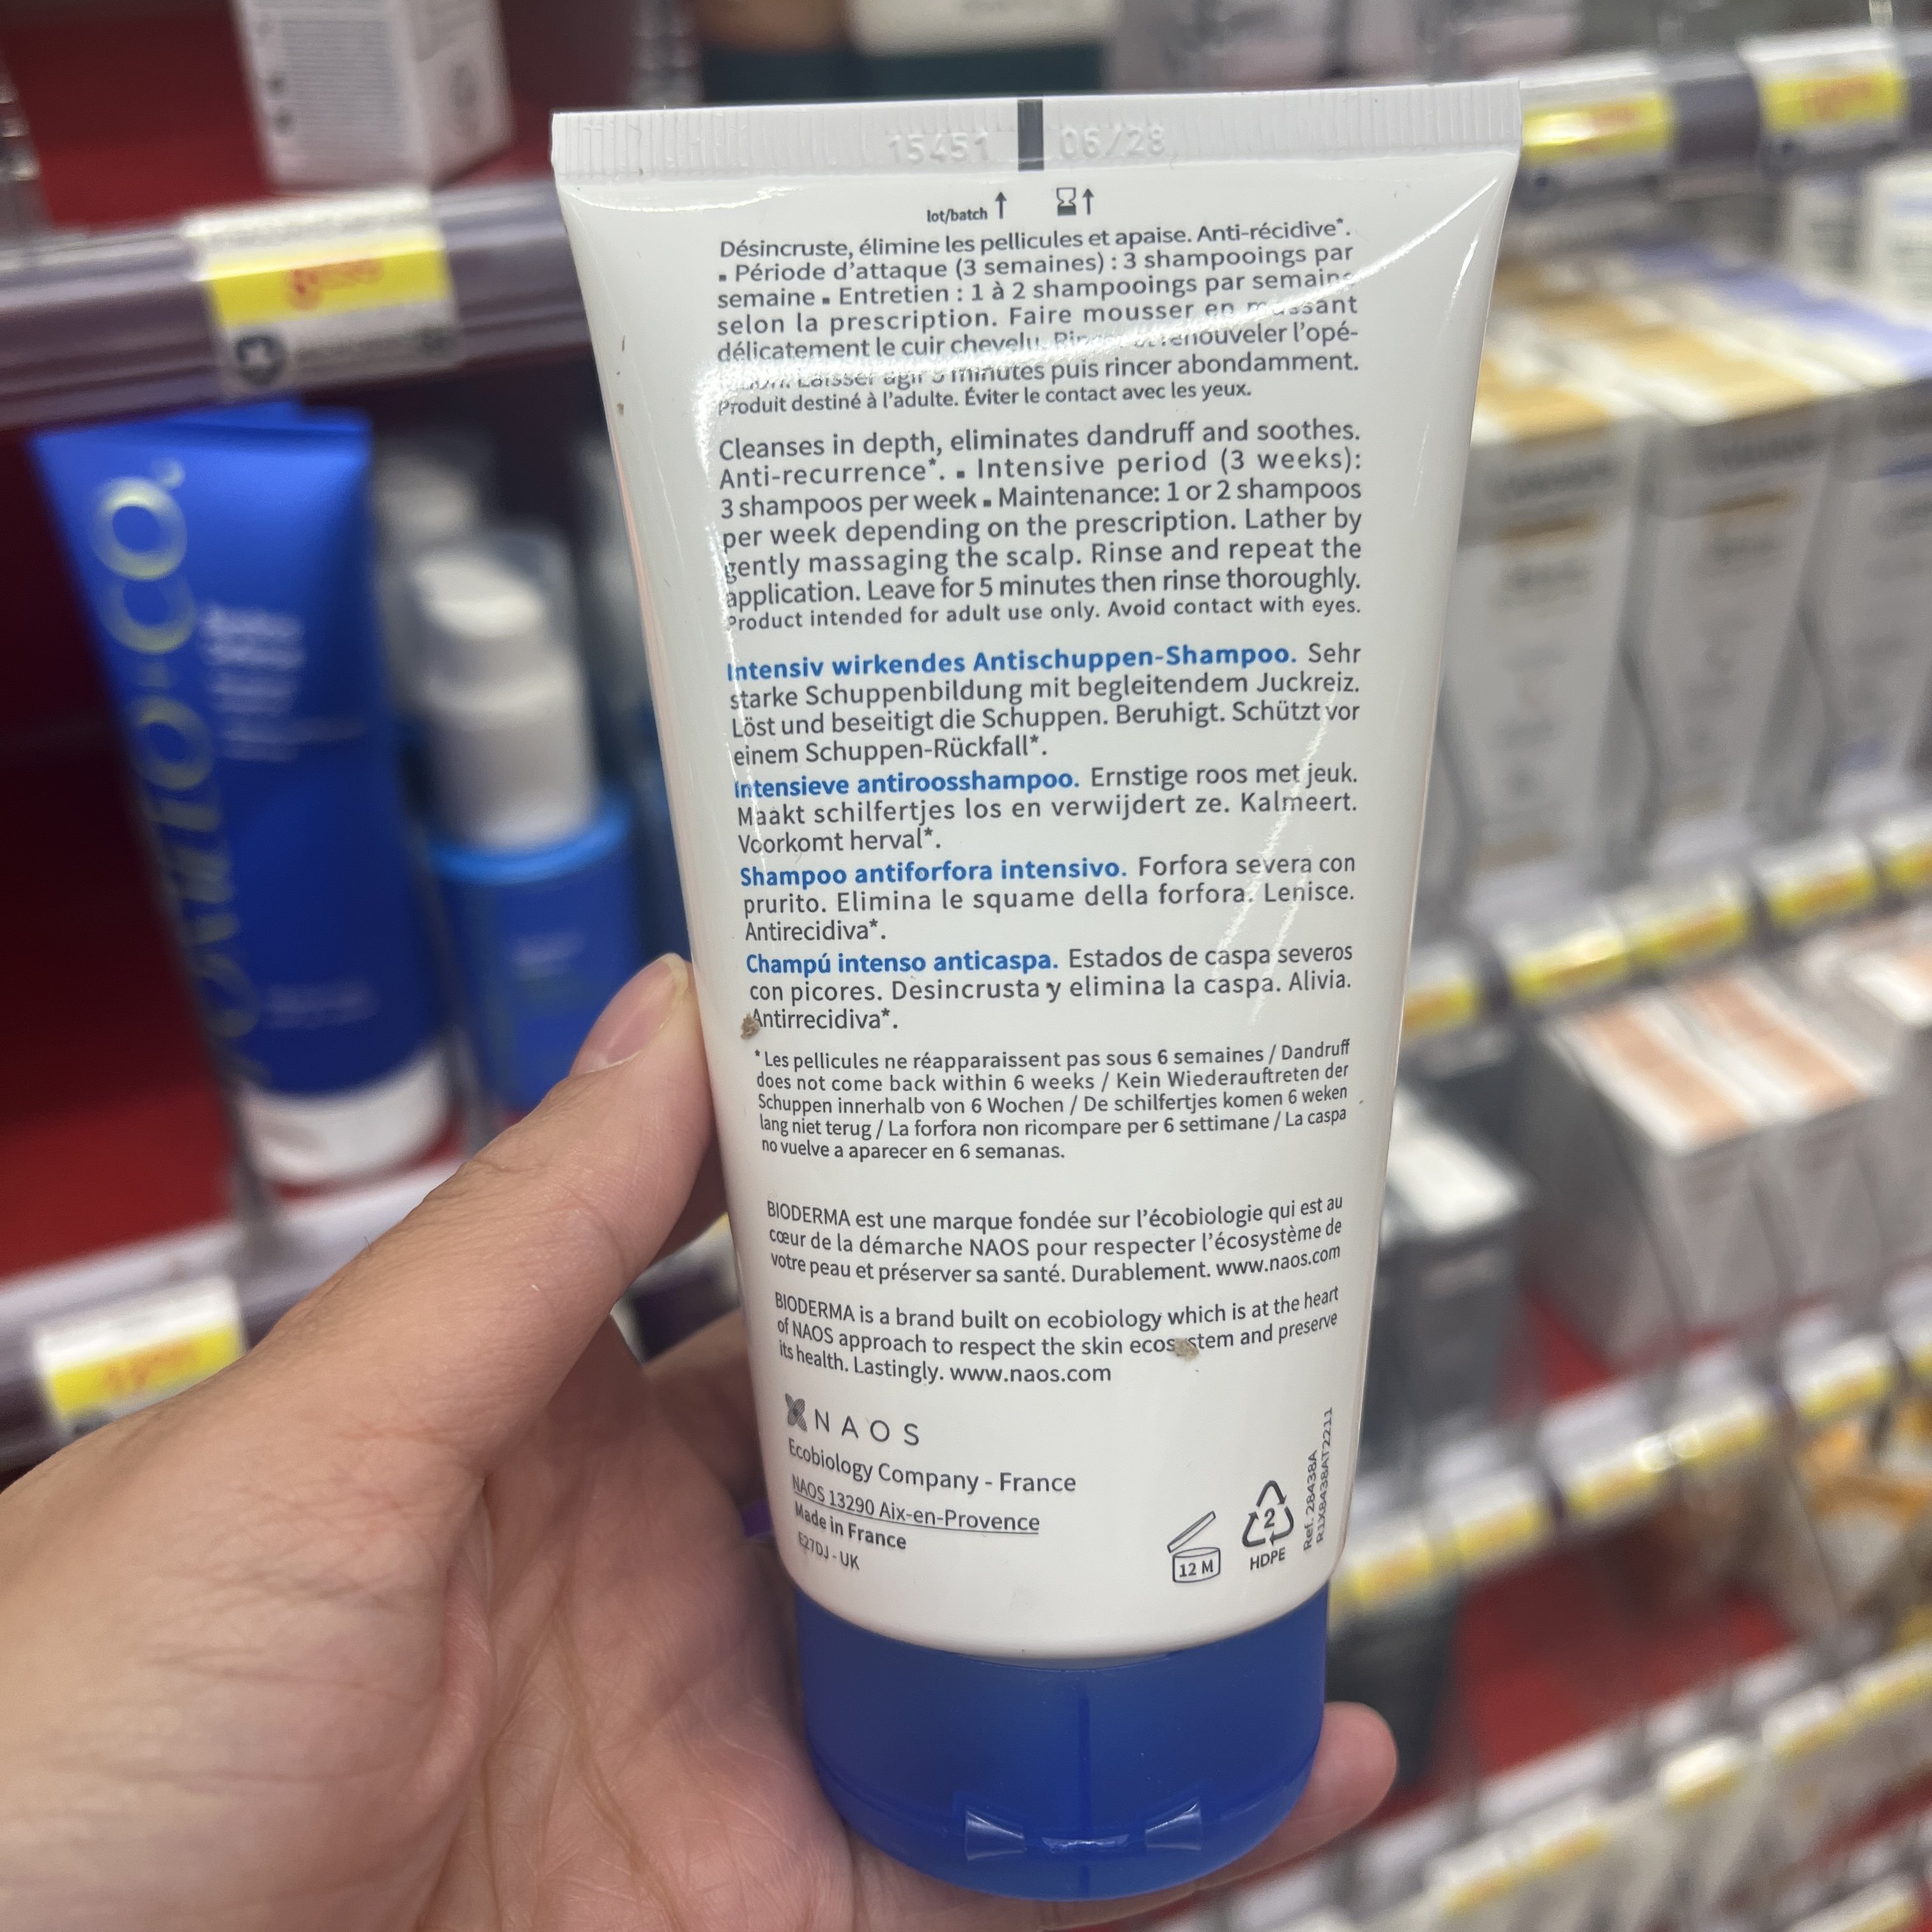 15451 06/28
lot/batch
Désincruste, élimine les pellicules et apaise. Anti-récidive*.
▪ Période d'attaque (3 semaines) : 3 shampooings par
semaine ▪ Entretien : 1 à 2 shampooings par semaine
selon la prescription. Faire mousser en massant
délicatement le cuir chevelu. Rincer et renouveler l'opé-
Laisser agir 5 minutes puis rincer abondamment.
Produit destiné à l'adulte. Éviter le contact avec les yeux.
Cleanses in depth, eliminates dandruff and soothes.
Anti-recurrence*. ▪ Intensive period (3 weeks):
3 shampoos per week ▪ Maintenance: 1 or 2 shampoos
per week depending on the prescription. Lather by
gently massaging the scalp. Rinse and repeat the
application. Leave for 5 minutes then rinse thoroughly.
Product intended for adult use only. Avoid contact with eyes.
Intensiv wirkendes Antischuppen-Shampoo. Sehr
starke Schuppenbildung mit begleitendem Juckreiz.
Löst und beseitigt die Schuppen. Beruhigt. Schützt vor
einem Schuppen-Rückfall*.
Intensieve antiroosshampoo. Ernstige roos met jeuk.
Maakt schilfertjes los en verwijdert ze. Kalmeert.
Voorkomt herval*.
Shampoo antiforfora intensivo. Forfora severa con
prurito. Elimina le squame della forfora. Lenisce.
Antirecidiva*.
Champú intenso anticaspa. Estados de caspa severos
con picores. Desincrusta y elimina la caspa. Alivia.
Antirrecidiva*.
*Les pellicules ne réapparaissent pas sous 6 semaines / Dandruff
does not come back within 6 weeks / Kein Wiederauftreten der
Schuppen innerhalb von 6 Wochen / De schilfertjes komen 6 weken
lang niet terug / La forfora non ricompare per 6 settimane / La caspa
no vuelve a aparecer en 6 semanas.
BIODERMA est une marque fondée sur l'écobiologie qui est au
cœur de la démarche NAOS pour respecter l'écosystème de
votre peau et préserver sa santé. Durablement. www.naos.com
BIODERMA is a brand built on ecobiology which is at the heart
of NAOS approach to respect the skin ecosystem and preserve
its health. Lastingly. www.naos.com
NAOS
Ecobiology Company - France
NAOS 13290 Aix-en-Provence
Made in France
E27DJ - UK
12 M
2
HDPE
Ref. 28438A
R1X8438AT2211